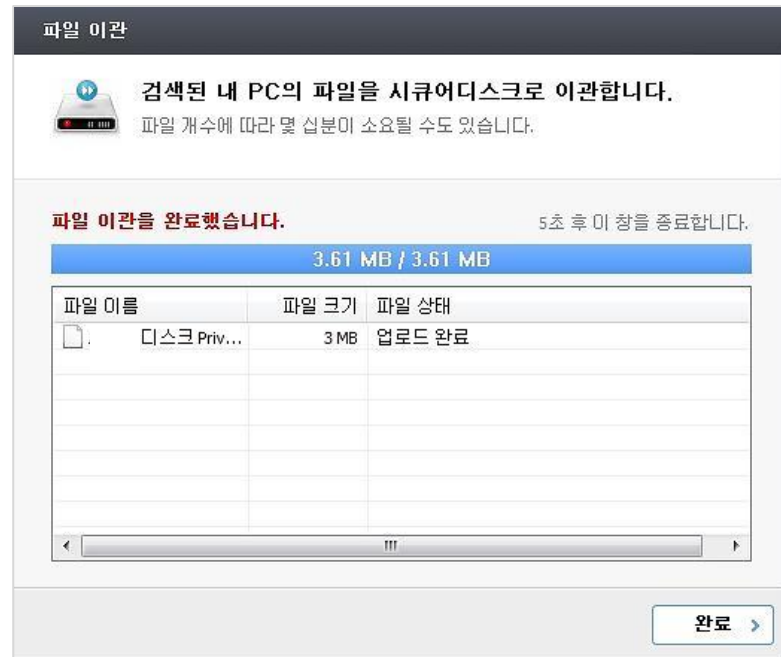 파일 이관
검색된 내 PC의 파일을 시큐어디스크로 이관합니다.
파일 개수에 따라 몇 십분이 소요될 수도 있습니다.
파일 이관을 완료했습니다. 5초 후 이 창을 종료합니다.
3.61 MB / 3.61 MB
파일 이름 파일 크기 파일 상태
. 디스크 Priv... 3 MB 업로드 완료
완료